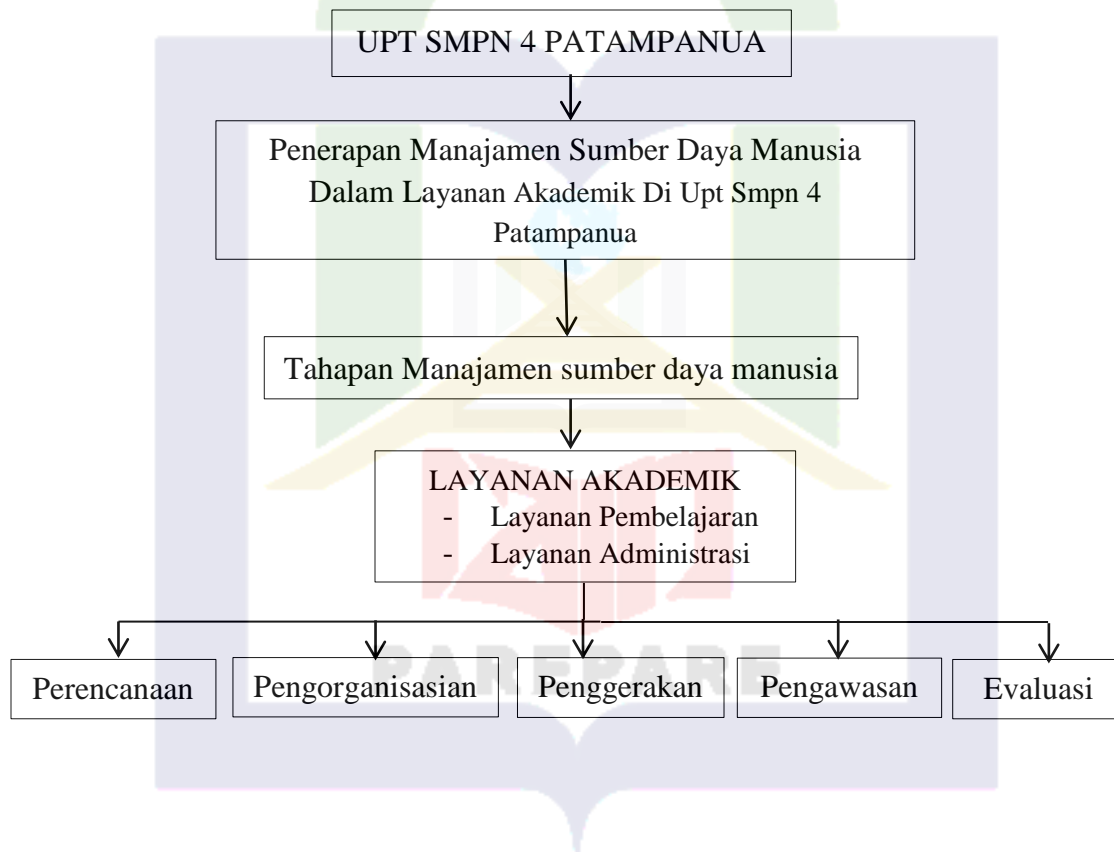 UPT SMPN 4 PATAMPANUA
Penerapan Manajamen Sumber Daya Manusia
Dalam Layanan Akademik Di Upt Smpn 4
Patampanua
Tahapan Manajamen sumber daya manusia
LAYANAN AKADEMIK
- Layanan Pembelajaran
- Layanan Administrasi
PAREPARE
Perencanaan Pengorganisasian Penggerakan Pengawasan Evaluasi